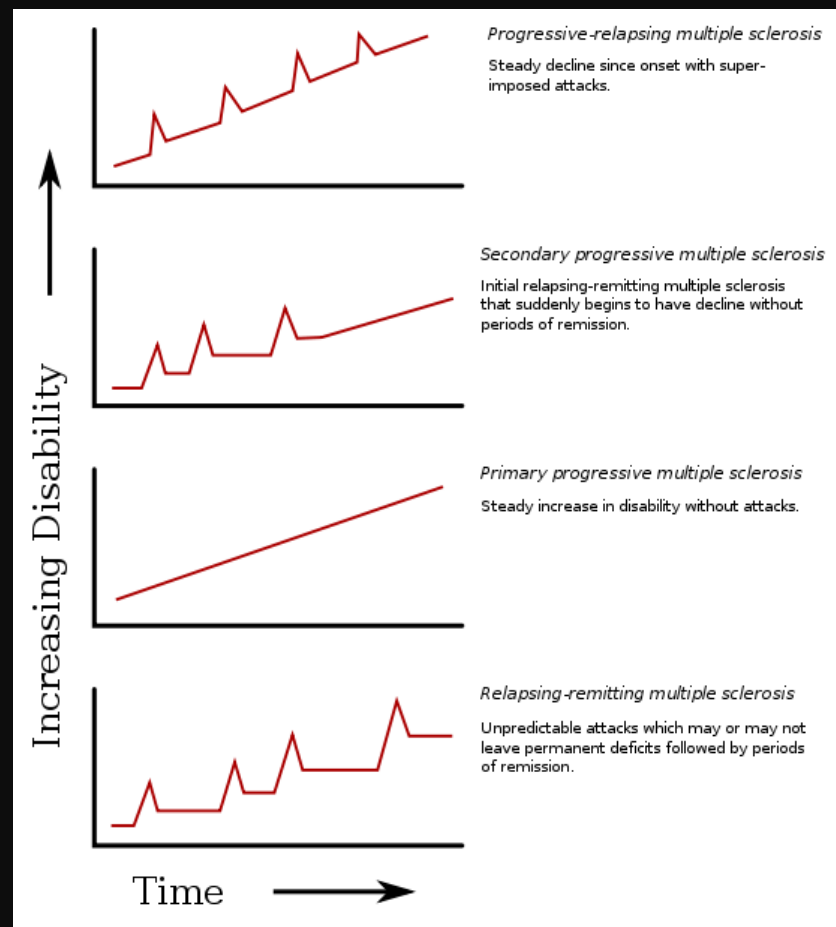 Progressive-relapsing multiple sclerosis
Steady decline since onset with super-
imposed attacks.
Secondary progressive multiple sclerosis
Initial relapsing-remitting multiple sclerosis
that suddenly begins to have decline without
periods of remission.
Primary progressive multiple sclerosis
Steady increase in disability without attacks.
Relapsing-remitting multiple sclerosis
Unpredictable attacks which may or may not
leave permanent deficits followed by periods
of remission.
Increasing Disability
Time